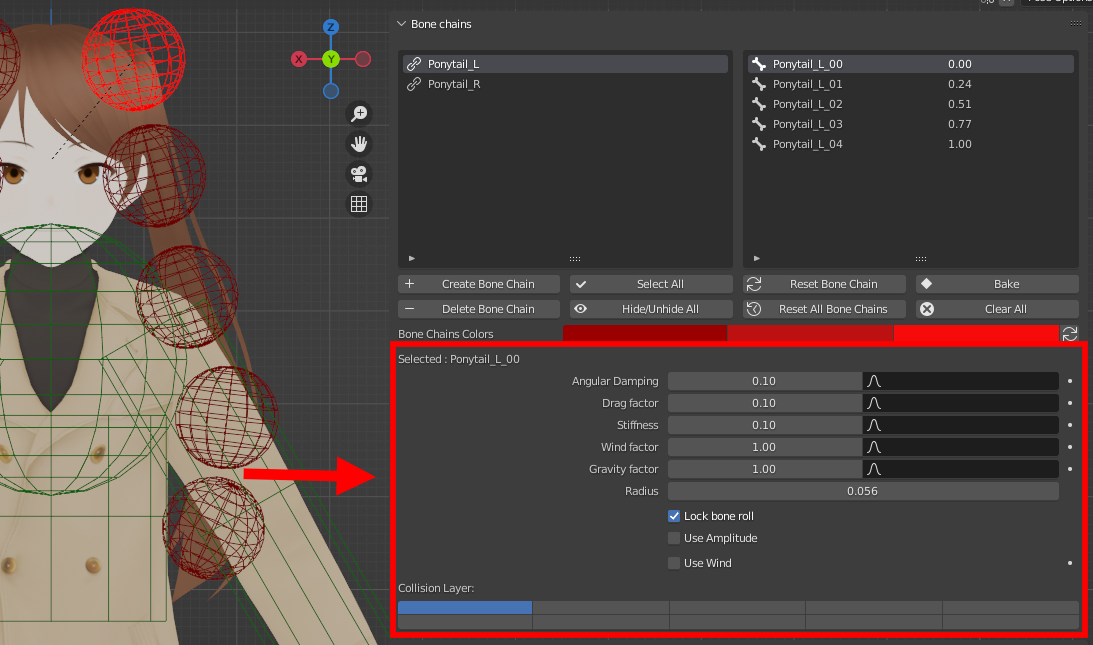 Bone chains
Z
X
Y
Ponytail_L
Ponytail_R
Ponytail_L_00 0.00
Ponytail_L_01 0.24
Ponytail_L_02 0.51
Ponytail_L_03 0.77
Ponytail_L_04 1.00
Create Bone Chain Select All Reset Bone Chain Bake
Delete Bone Chain Hide/Unhide All Reset All Bone Chains Clear All
Bone Chains Colors
Selected : Ponytail_L_00
Angular Damping 0.10
Drag factor 0.10
Stiffness 0.10
Wind factor 1.00
Gravity factor 1.00
Radius 0.056
Lock bone roll
Use Amplitude
Use Wind
Collision Layer: